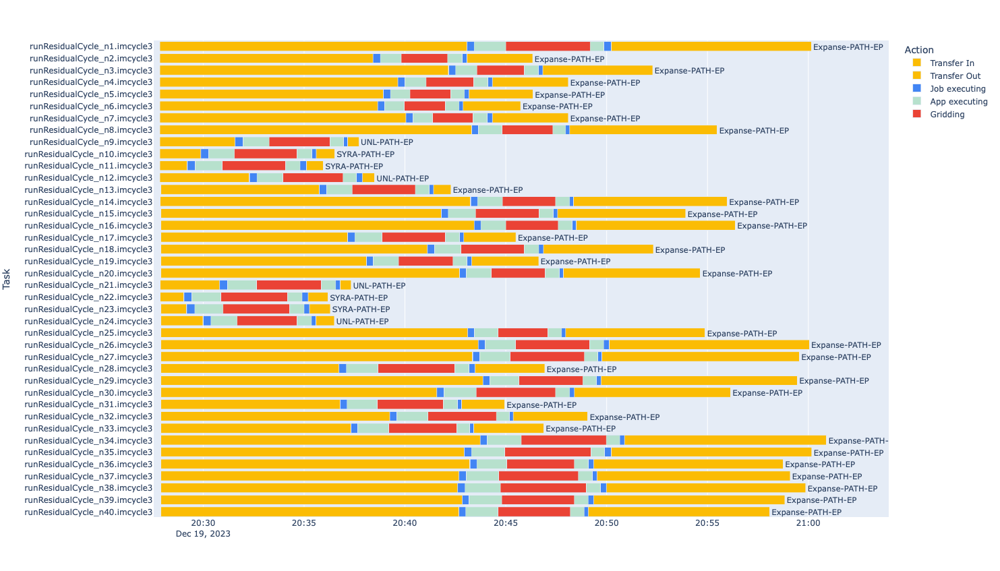 runResidualCycle_n1.imcycle3 Expanse-PATH-EP
runResidualCycle_n2.imcycle3 Expanse-PATH-EP
runResidualCycle_n3.imcycle3 Expanse-PATH-EP
runResidualCycle_n4.imcycle3 Expanse-PATH-EP
runResidualCycle_n5.imcycle3 Expanse-PATH-EP
runResidualCycle_n6.imcycle3 Expanse-PATH-EP
runResidualCycle_n7.imcycle3 Expanse-PATH-EP
runResidualCycle_n8.imcycle3 Expanse-PATH-EP
runResidualCycle_n9.imcycle3 UNL-PATH-EP
runResidualCycle_n10.imcycle3 SYRA-PATH-EP
runResidualCycle_n11.imcycle3 SYRA-PATH-EP
runResidualCycle_n12.imcycle3 UNL-PATH-EP
runResidualCycle_n13.imcycle3 Expanse-PATH-EP
runResidualCycle_n14.imcycle3 Expanse-PATH-EP
runResidualCycle_n15.imcycle3 Expanse-PATH-EP
runResidualCycle_n16.imcycle3 Expanse-PATH-EP
runResidualCycle_n17.imcycle3 Expanse-PATH-EP
runResidualCycle_n18.imcycle3 Expanse-PATH-EP
runResidualCycle_n19.imcycle3 Expanse-PATH-EP
runResidualCycle_n20.imcycle3 Expanse-PATH-EP
runResidualCycle_n21.imcycle3 UNL-PATH-EP
runResidualCycle_n22.imcycle3 SYRA-PATH-EP
runResidualCycle_n23.imcycle3 SYRA-PATH-EP
runResidualCycle_n24.imcycle3 UNL-PATH-EP
runResidualCycle_n25.imcycle3 Expanse-PATH-EP
runResidualCycle_n26.imcycle3 Expanse-PATH-EP
runResidualCycle_n27.imcycle3 Expanse-PATH-EP
runResidualCycle_n28.imcycle3 Expanse-PATH-EP
runResidualCycle_n29.imcycle3 Expanse-PATH-EP
runResidualCycle_n30.imcycle3 Expanse-PATH-EP
runResidualCycle_n31.imcycle3 Expanse-PATH-EP
runResidualCycle_n32.imcycle3 Expanse-PATH-EP
runResidualCycle_n33.imcycle3 Expanse-PATH-EP
runResidualCycle_n34.imcycle3 Expanse-PATH-
runResidualCycle_n35.imcycle3 Expanse-PATH-EP
runResidualCycle_n36.imcycle3 Expanse-PATH-EP
runResidualCycle_n37.imcycle3 Expanse-PATH-EP
runResidualCycle_n38.imcycle3 Expanse-PATH-EP
runResidualCycle_n39.imcycle3 Expanse-PATH-EP
runResidualCycle_n40.imcycle3 Expanse-PATH-EP
Task
20:30 20:35 20:40 20:45 20:50 20:55 21:00
Dec 19, 2023
Action
Transfer In
Transfer Out
Job executing
App executing
Gridding